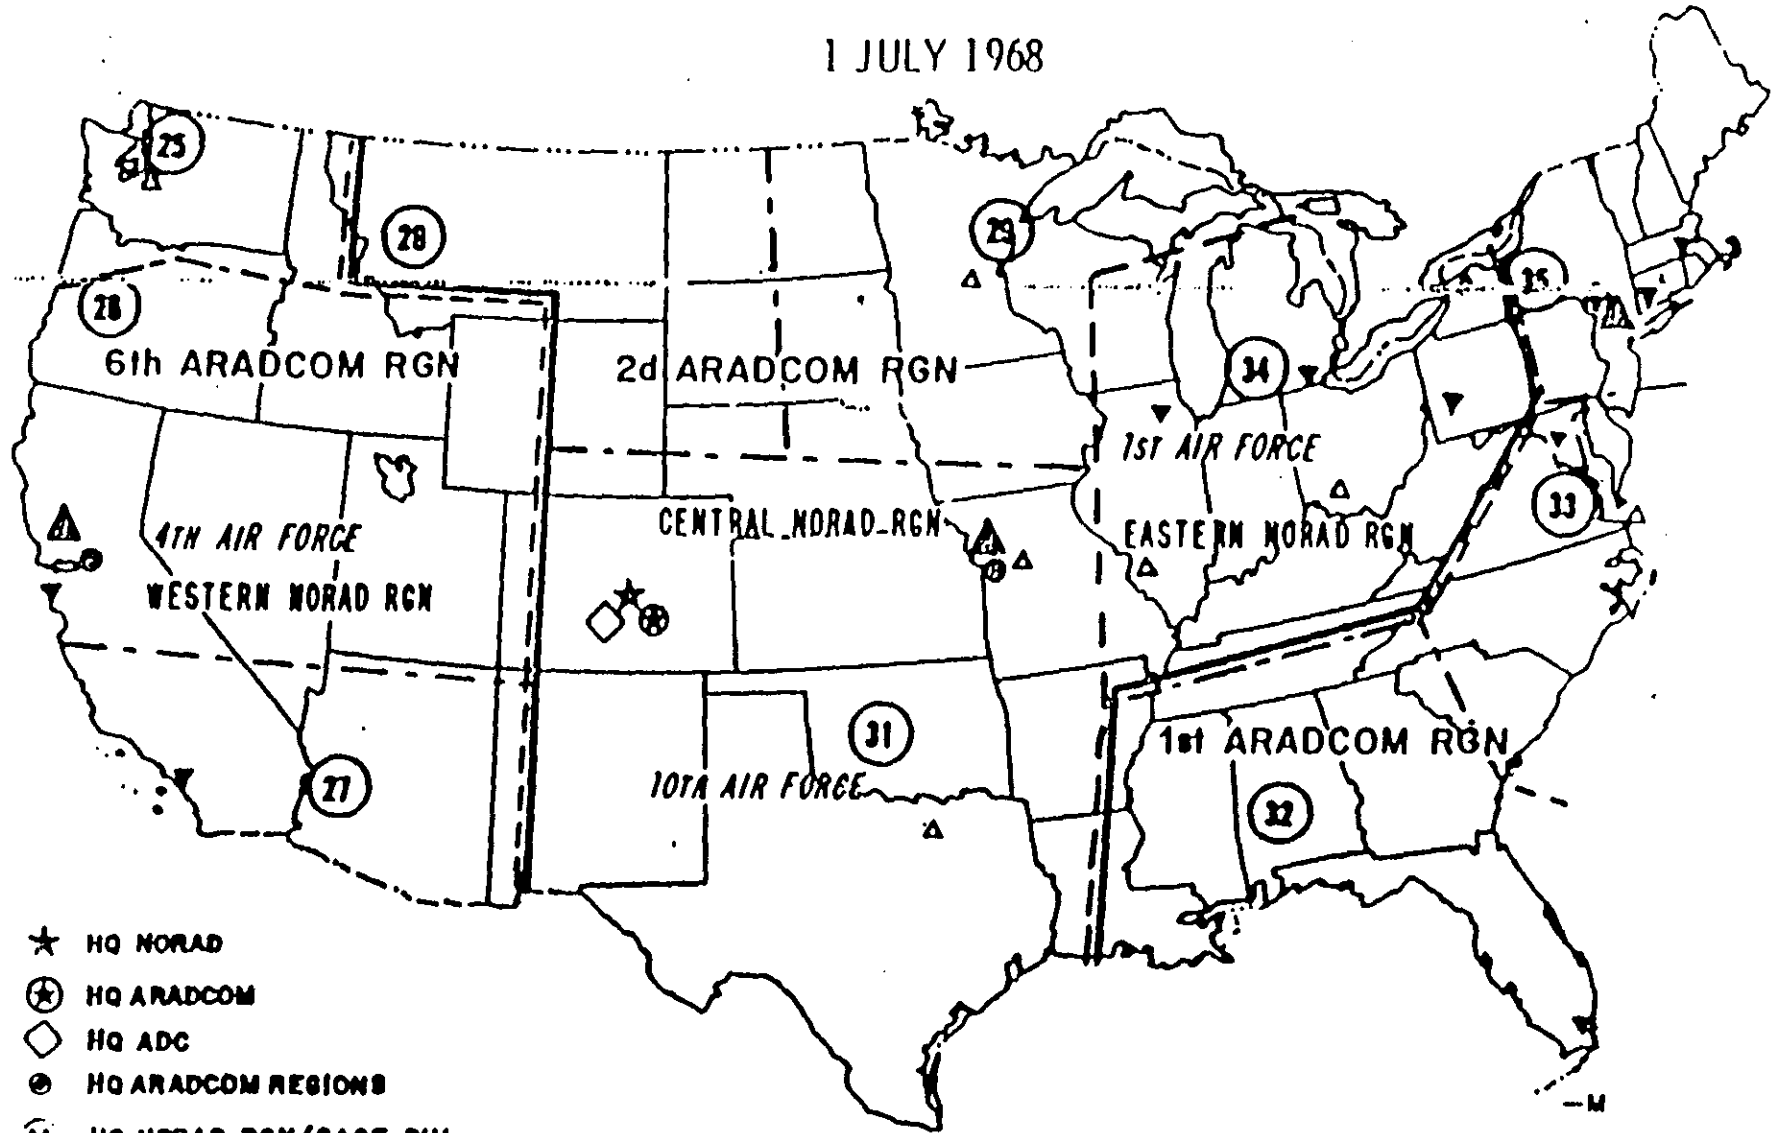 1 JULY 1968
25
28
29
35
26
6th ARADCOM RGN
2d ARADCOM RGN
34
1st AIR FORCE
4TH AIR FORCE
CENTRAL NORAD RGN
EASTERN NORAD RGN
33
WESTERN NORAD RGN
31
1st ARADCOM RGN
27
10TH AIR FORCE
32
HQ NORAD
HQ ARADCOM
HQ ADC
HQ ARADCOM REGIONS
—M